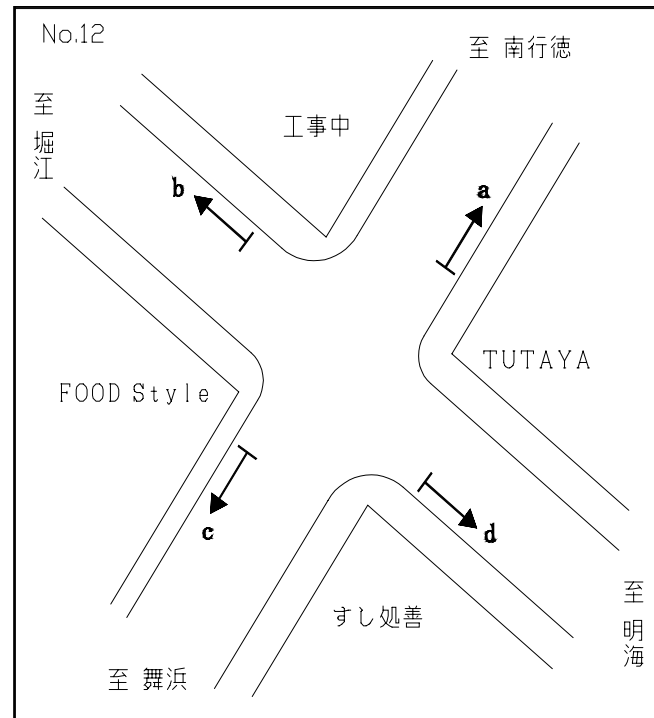 No.12
至 南行徳
至 堀江
工事中
b
a
TUTAYA
FOOD Style
c
d
すし処善
至 明海
至 舞浜